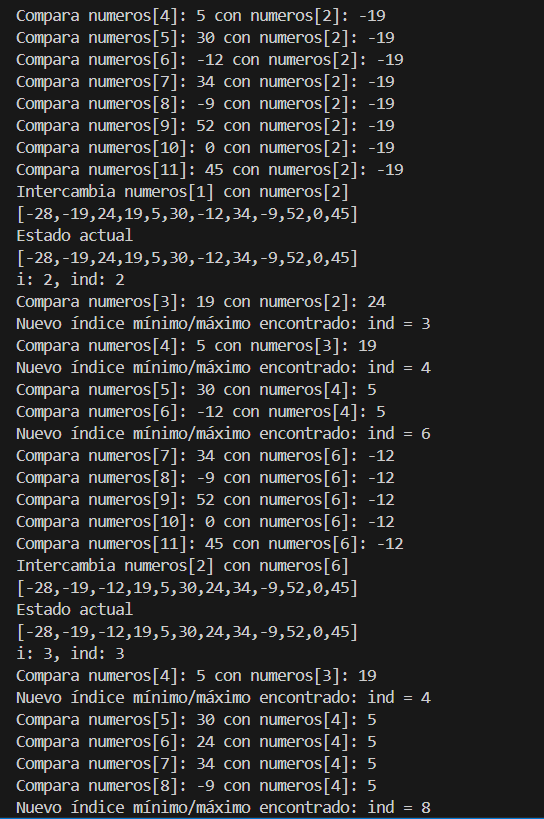 Compara numeros[4]: 5 con numeros[2]: -19
Compara numeros[5]: 30 con numeros[2]: -19
Compara numeros[6]: -12 con numeros[2]: -19
Compara numeros[7]: 34 con numeros[2]: -19
Compara numeros[8]: -9 con numeros[2]: -19
Compara numeros[9]: 52 con numeros[2]: -19
Compara numeros[10]: 0 con numeros[2]: -19
Compara numeros[11]: 45 con numeros[2]: -19
Intercambia numeros[1] con numeros[2]
[-28,-19,24,19,5,30,-12,34,-9,52,0,45]
Estado actual
[-28,-19,24,19,5,30,-12,34,-9,52,0,45]
i: 2, ind: 2
Compara numeros[3]: 19 con numeros[2]: 24
Nuevo índice mínimo/máximo encontrado: ind = 3
Compara numeros[4]: 5 con numeros[3]: 19
Nuevo índice mínimo/máximo encontrado: ind = 4
Compara numeros[5]: 30 con numeros[4]: 5
Compara numeros[6]: -12 con numeros[4]: 5
Nuevo índice mínimo/máximo encontrado: ind = 6
Compara numeros[7]: 34 con numeros[6]: -12
Compara numeros[8]: -9 con numeros[6]: -12
Compara numeros[9]: 52 con numeros[6]: -12
Compara numeros[10]: 0 con numeros[6]: -12
Compara numeros[11]: 45 con numeros[6]: -12
Intercambia numeros[2] con numeros[6]
[-28,-19,-12,19,5,30,24,34,-9,52,0,45]
Estado actual
[-28,-19,-12,19,5,30,24,34,-9,52,0,45]
i: 3, ind: 3
Compara numeros[4]: 5 con numeros[3]: 19
Nuevo índice mínimo/máximo encontrado: ind = 4
Compara numeros[5]: 30 con numeros[4]: 5
Compara numeros[6]: 24 con numeros[4]: 5
Compara numeros[7]: 34 con numeros[4]: 5
Compara numeros[8]: -9 con numeros[4]: 5
Nuevo índice mínimo/máximo encontrado: ind = 8